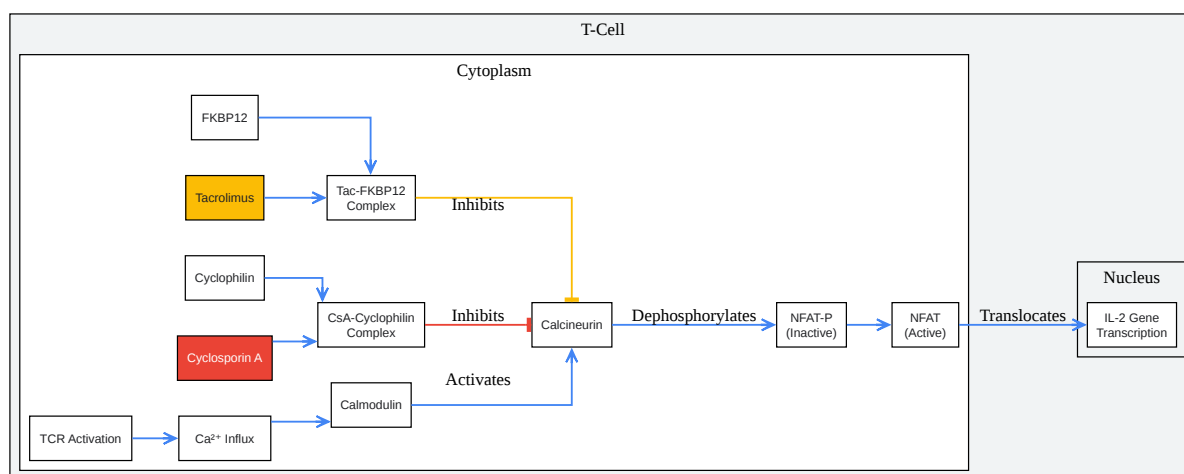 T-Cell
Cytoplasm
FKBP12
Tacrolimus
Tac-FKBP12
Complex
Inhibits
Cyclophilin
CsA-Cyclophilin
Complex
Inhibits
Cyclosporin A
Calcineurin
Dephosphorylates
NFAT-P
(Inactive)
NFAT
(Active)
Translocates
Nucleus
IL-2 Gene
Transcription
Calmodulin
Activates
TCR Activation
Ca²⁺ Influx